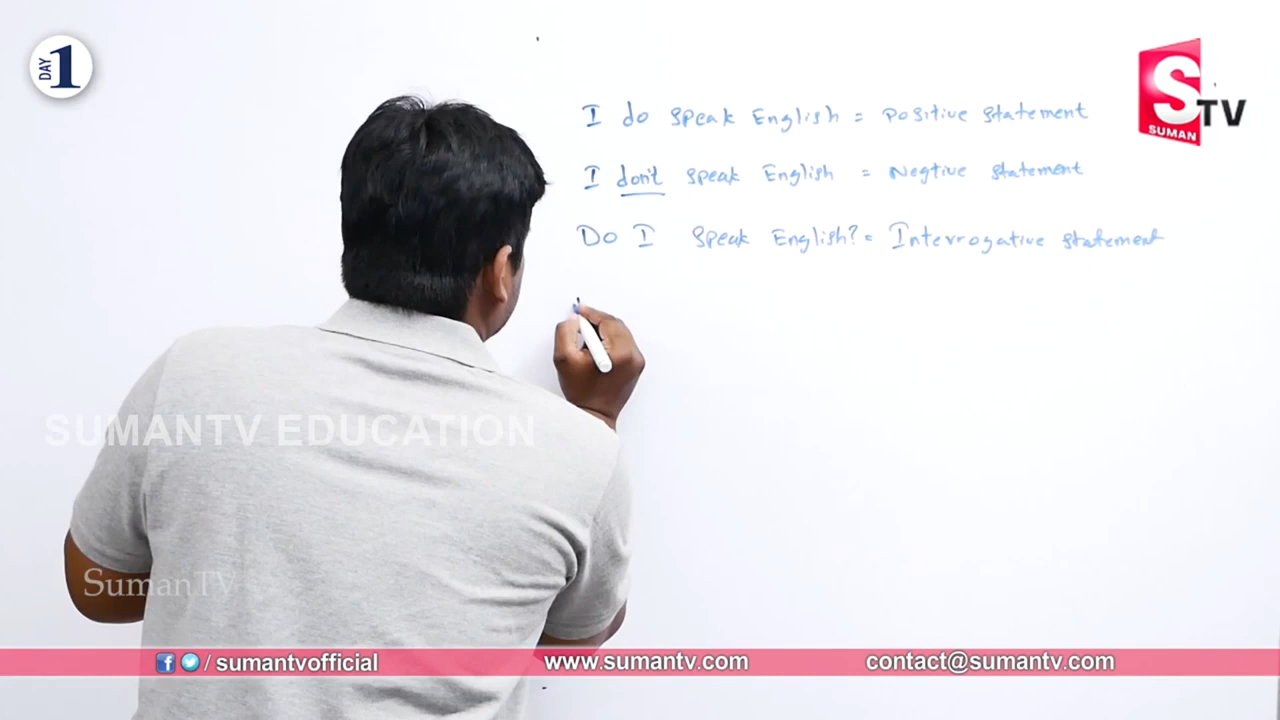 DAY 1
I do speak English = Positive statement
I don't speak English = Negtive statement
Do I speak English? = Interrogative statement
S TV
SUMAN
SUMANTV EDUCATION
SumanTV
f / sumantvofficial
www.sumantv.com
contact@sumantv.com